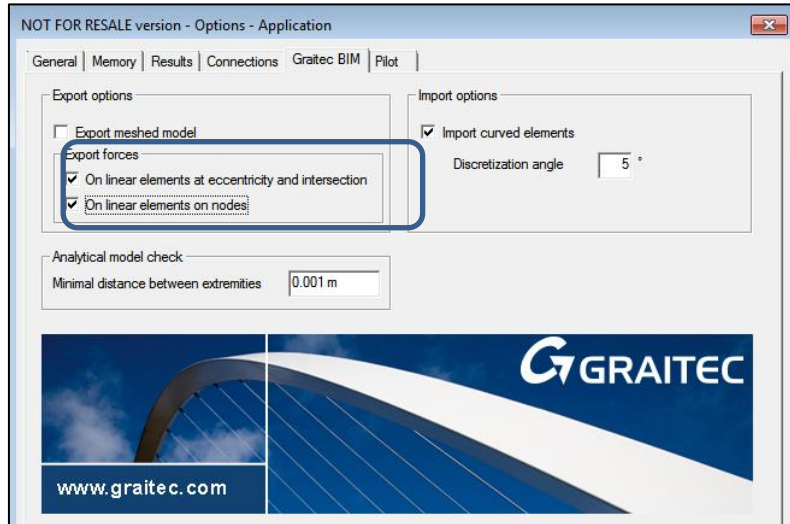 NOT FOR RESALE version - Options - Application
General Memory Results Connections Graitec BIM Pilot
Export options
Export meshed model
Export forces
On linear elements at eccentricity and intersection
On linear elements on nodes
Import options
Import curved elements
Discretization angle 5 °
Analytical model check
Minimal distance between extremities 0.001 m
GRAITEC
www.graitec.com